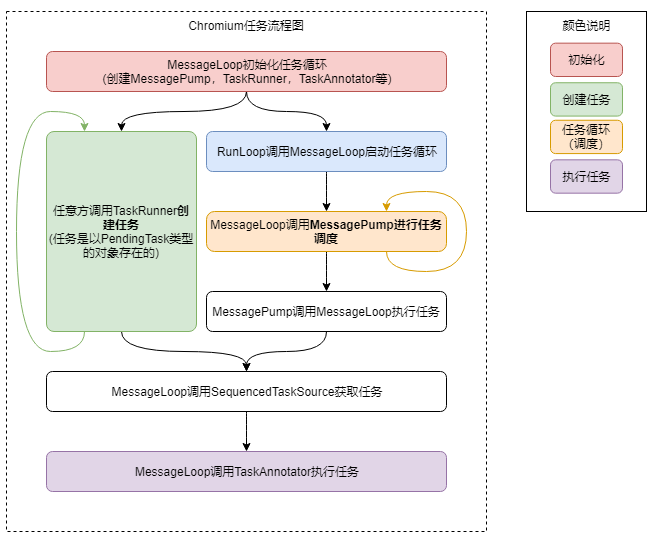 Chromium任务流程图
MessageLoop初始化任务循环
(创建MessagePump，TaskRunner，TaskAnnotator等)
任意方调用TaskRunner创
建任务
(任务是以PendingTask类型
的对象存在的)
RunLoop调用MessageLoop启动任务循环
MessageLoop调用MessagePump进行任务
调度
MessagePump调用MessageLoop执行任务
MessageLoop调用SequencedTaskSource获取任务
MessageLoop调用TaskAnnotator执行任务
颜色说明
初始化
创建任务
任务循环
(调度)
执行任务